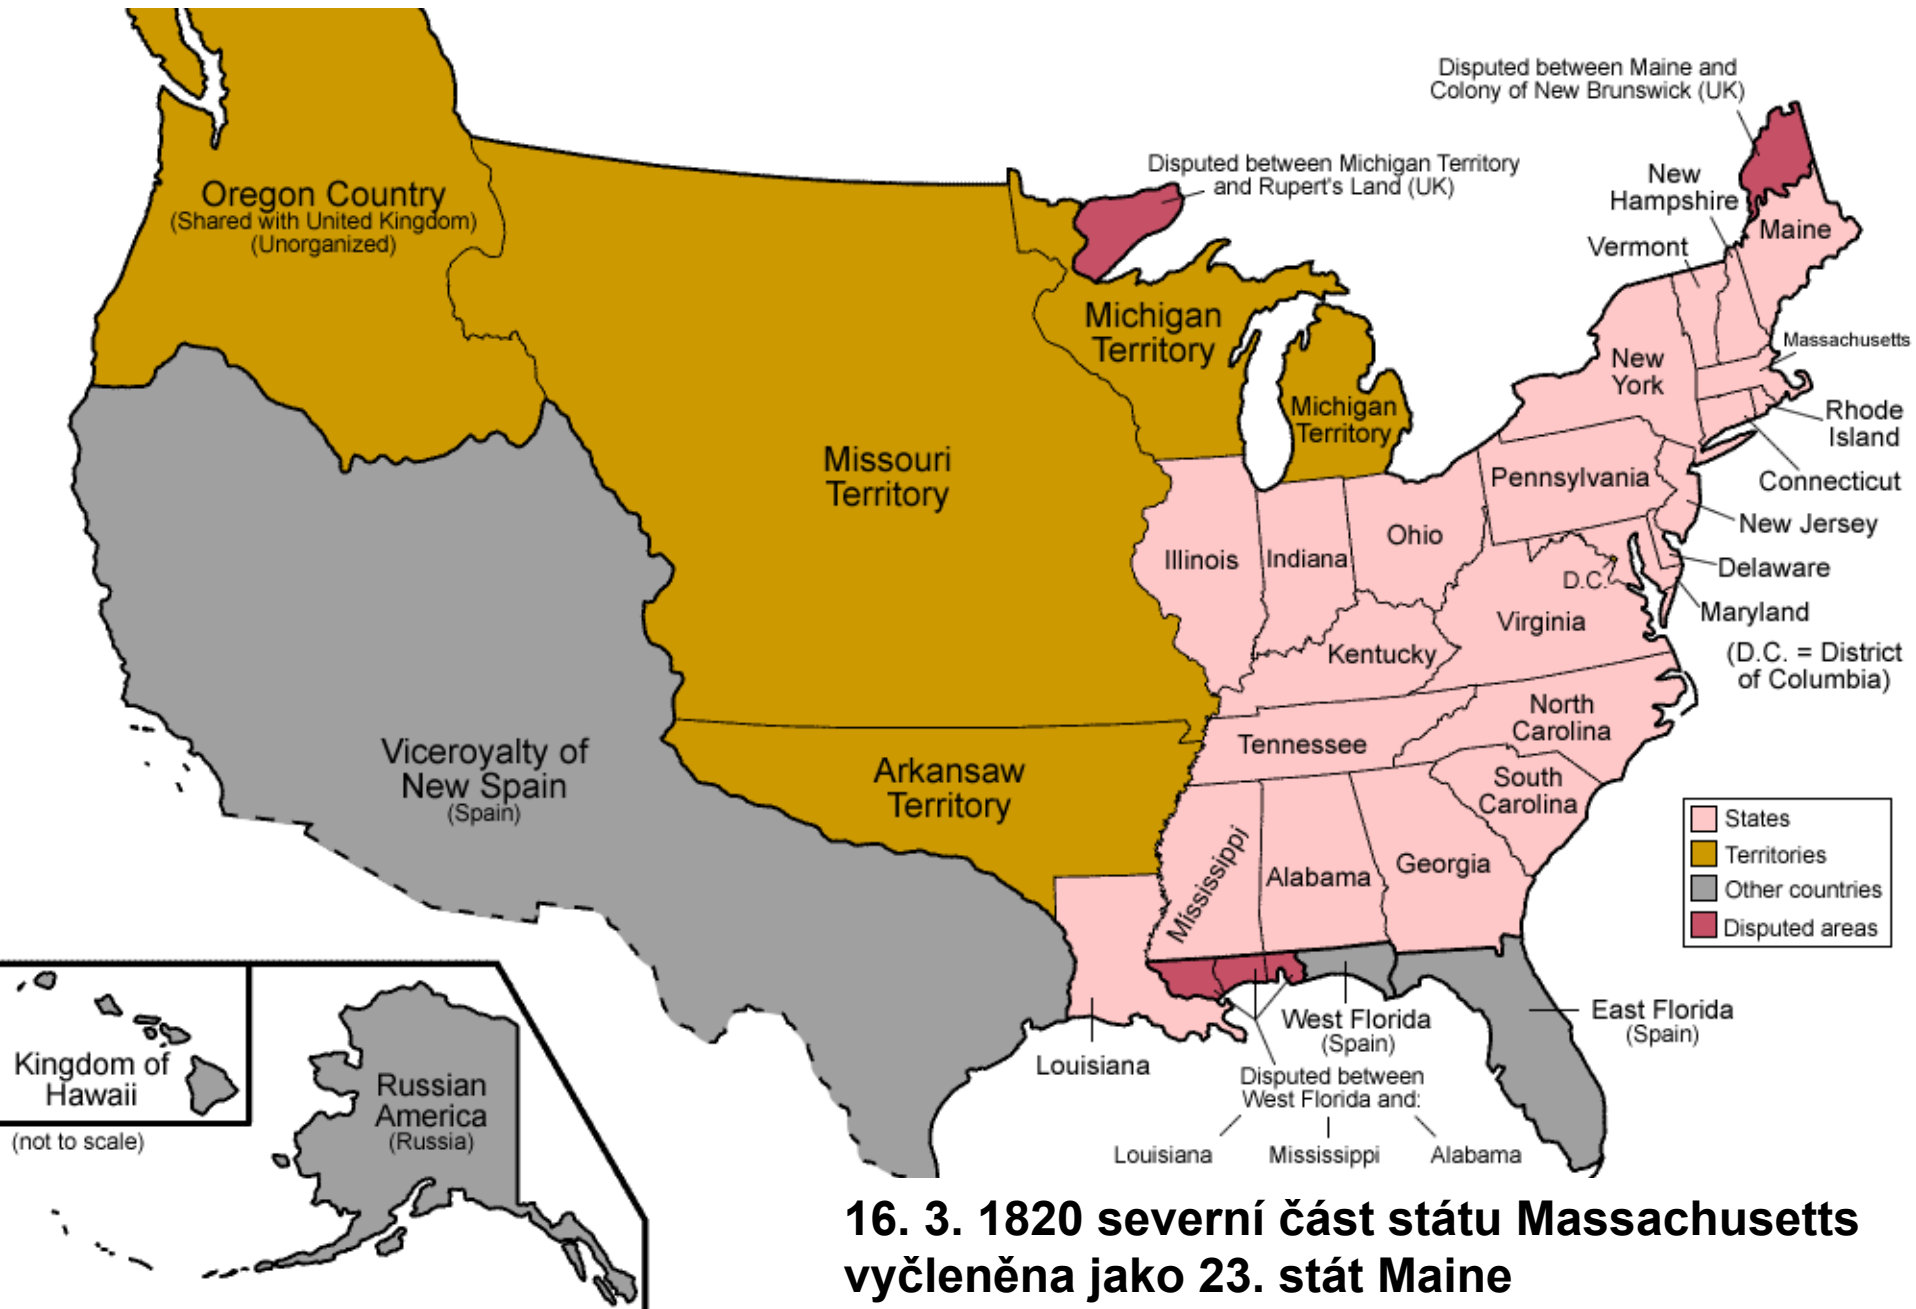 Disputed between Maine and
Colony of New Brunswick (UK)
Disputed between Michigan Territory
and Rupert's Land (UK)
New
Hampshire
Vermont
Maine
Oregon Country
(Shared with United Kingdom)
(Unorganized)
Michigan
Territory
Michigan
Territory
New
York
Massachusetts
Rhode
Island
Connecticut
Pennsylvania
New Jersey
Delaware
Maryland
(D.C. = District
of Columbia)
Missouri
Territory
Illinois
Indiana
Ohio
D.C.
Virginia
Kentucky
North
Carolina
Tennessee
South
Carolina
Viceroyalty of
New Spain
(Spain)
Arkansaw
Territory
Mississippi
Alabama
Georgia
States
Territories
Other countries
Disputed areas
Louisiana
West Florida
(Spain)
East Florida
(Spain)
Disputed between
West Florida and:
Louisiana
Mississippi
Alabama
Kingdom of
Hawaii
(not to scale)
Russian
America
(Russia)
16. 3. 1820 severní část státu Massachusetts
vyčleněna jako 23. stát Maine